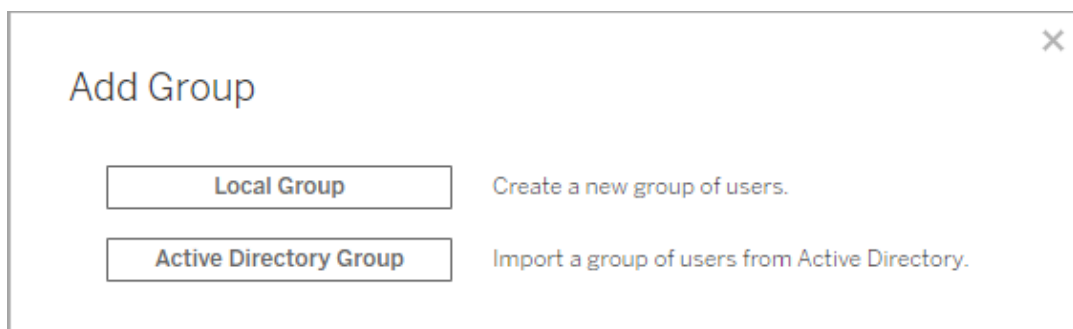 Add Group
Local Group Create a new group of users.
Active Directory Group Import a group of users from Active Directory.